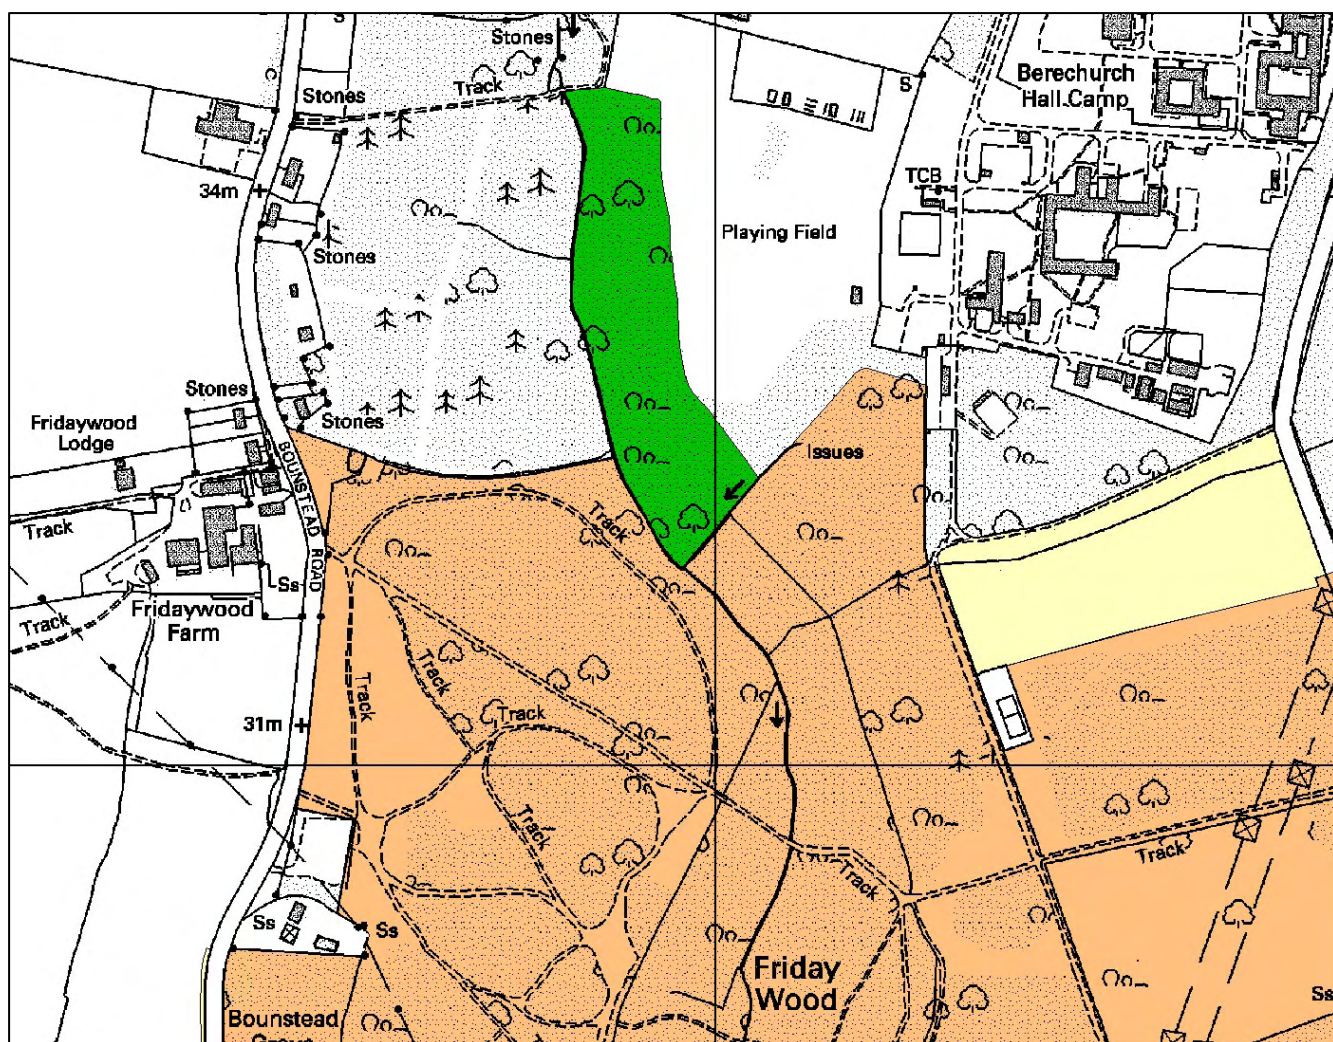 Stones
S
Berechurch
Hall Camp
Track
Stones
34m
TCB
Playing Field
Stones
Stones
Stones
Fridaywood
Lodge
BOUNSTEAD ROAD
Issues
Track
Track
Ss
Fridaywood
Farm
Track
Track
Track
Track
31m
Track
Track
Track
Ss
Ss
Friday
Wood
Ss
Bounstead